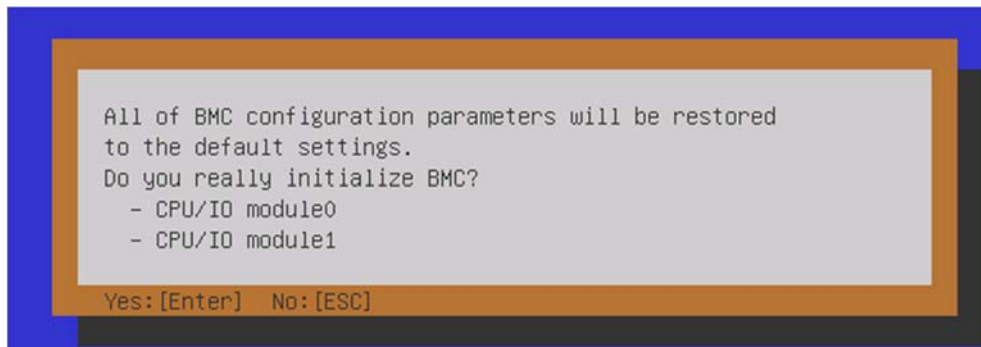 All of BMC configuration parameters will be restored
to the default settings.
Do you really initialize BMC?
- CPU/IO module0
- CPU/IO module1
Yes:[Enter] No:[ESC]